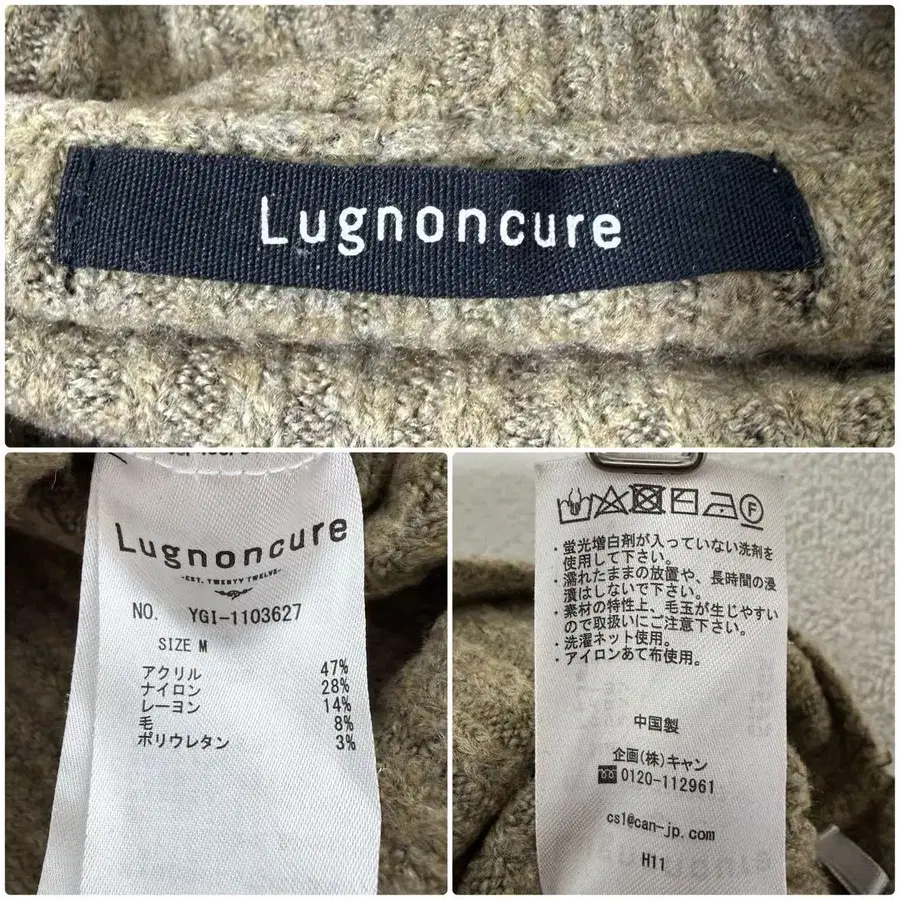 Lugnoncure
Lugnoncure
·EST. TWENTY TWELVE·
NO. YGI-1103627
SIZE M
アクリル 47%
ナイロン 28%
レーヨン 14%
毛 8%
ポリウレタン 3%
F
・蛍光増白剤が入っていない洗剤を
使用して下さい。
・濡れたままの放置や、長時間の浸
漬はしないで下さい。
・素材の特性上、毛玉が生じやすい
ので取扱いにご注意下さい。
・洗濯ネット使用。
・アイロンあて布使用。
中国製
企画(株)キャン
0120-112961
csl@can-jp.com
H11